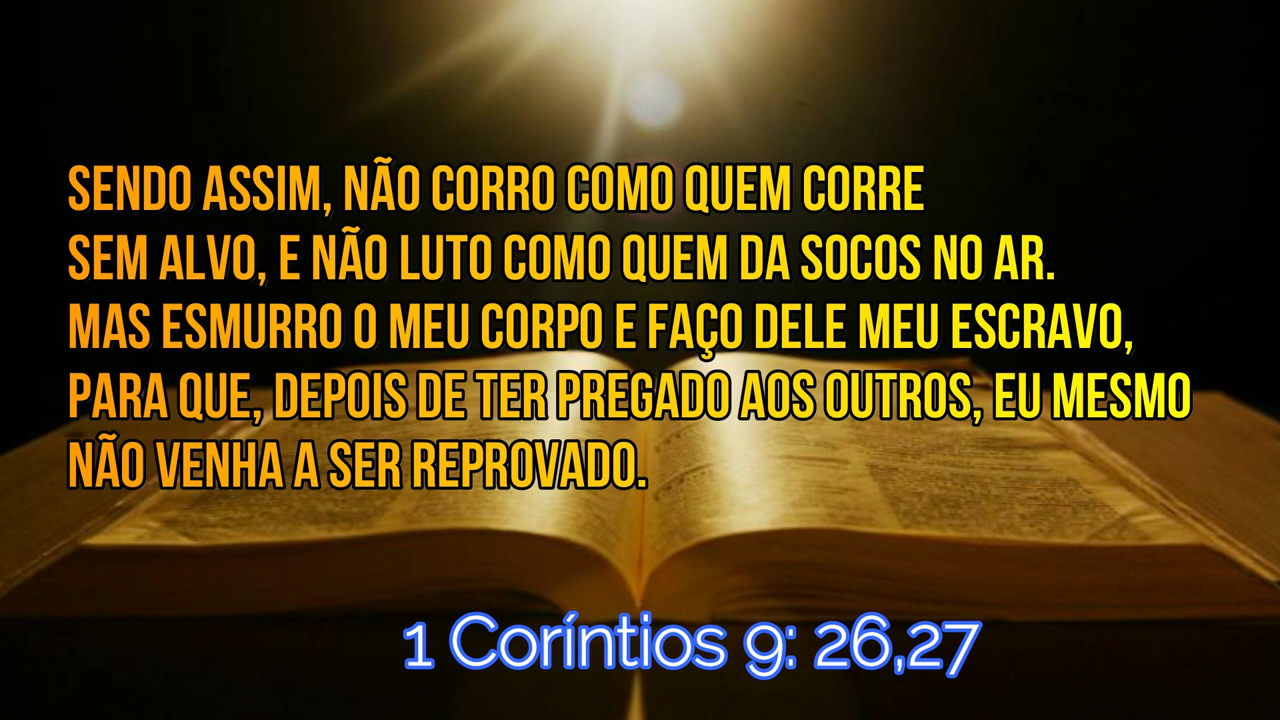 SENDO ASSIM, NÃO CORRO COMO QUEM CORRE
SEM ALVO, E NÃO LUTO COMO QUEM DA SOCOS NO AR.
MAS ESMURRO O MEU CORPO E FAÇO DELE MEU ESCRAVO,
PARA QUE, DEPOIS DE TER PREGADO AOS OUTROS, EU MESMO
NÃO VENHA A SER REPROVADO.
1 Coríntios 9: 26,27